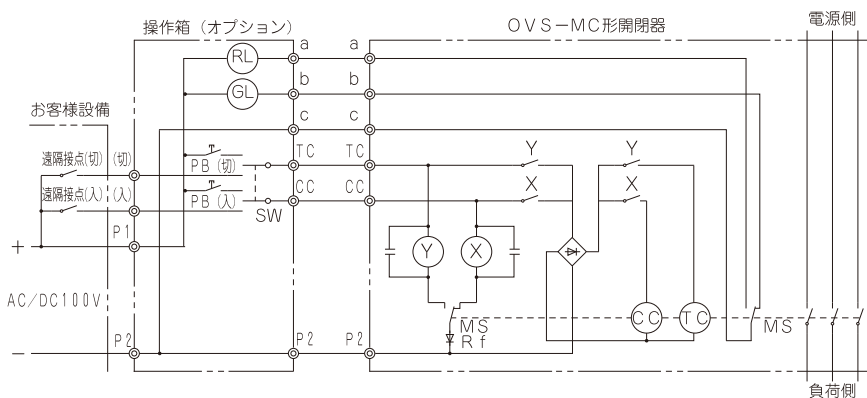 操作箱（オプション）
OVS－MC形開閉器
電源側
RL
a
a
GL
b
b
お客様設備
c
c
遠隔接点(切)
(切)
PB（切）
TC
TC
Y
Y
遠隔接点(入)
(入)
PB（入）
SW
CC
CC
X
X
P1
＋
Y
X
AC/DC100V
MS
CC
TC
MS
Rf
－
P2
P2
P2
負荷側